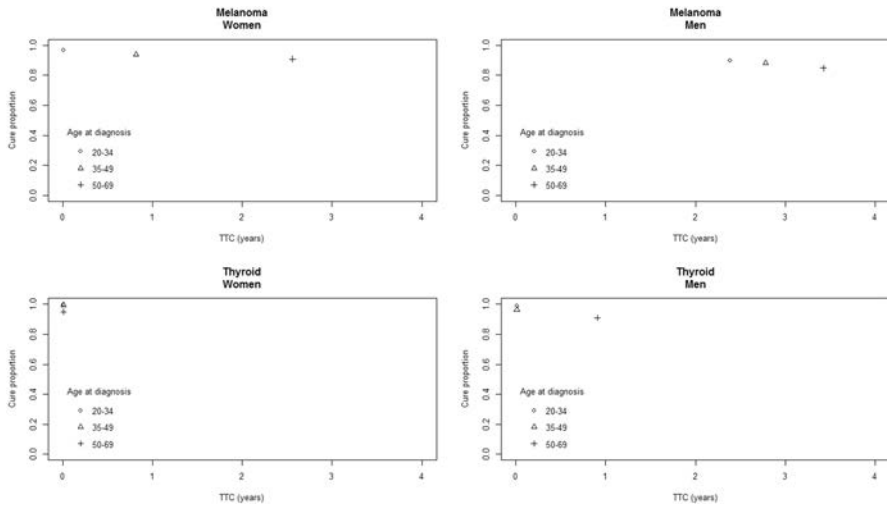 Melanoma
Women
Cure proportion
1.0
0.8
0.6
0.4
0.2
0.0
Age at diagnosis
20-34
35-49
50-69
0 1 2 3 4
TTC (years)
Melanoma
Men
Cure proportion
1.0
0.8
0.6
0.4
0.2
0.0
Age at diagnosis
20-34
35-49
50-69
0 1 2 3 4
TTC (years)
Thyroid
Women
Cure proportion
1.0
0.8
0.6
0.4
0.2
0.0
Age at diagnosis
20-34
35-49
50-69
0 1 2 3 4
TTC (years)
Thyroid
Men
Cure proportion
1.0
0.8
0.6
0.4
0.2
0.0
Age at diagnosis
20-34
35-49
50-69
0 1 2 3 4
TTC (years)